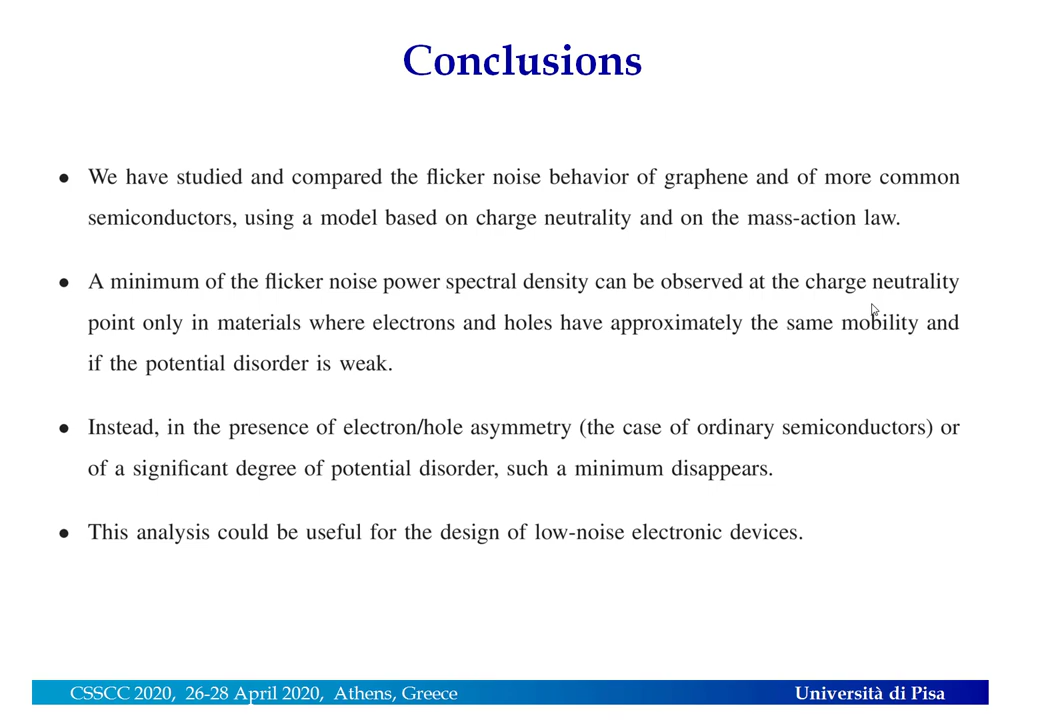 Conclusions
• We have studied and compared the flicker noise behavior of graphene and of more common
semiconductors, using a model based on charge neutrality and on the mass-action law.
• A minimum of the flicker noise power spectral density can be observed at the charge neutrality
point only in materials where electrons and holes have approximately the same mobility and
if the potential disorder is weak.
• Instead, in the presence of electron/hole asymmetry (the case of ordinary semiconductors) or
of a significant degree of potential disorder, such a minimum disappears.
• This analysis could be useful for the design of low-noise electronic devices.
CSSCC 2020, 26-28 April 2020, Athens, Greece
Università di Pisa